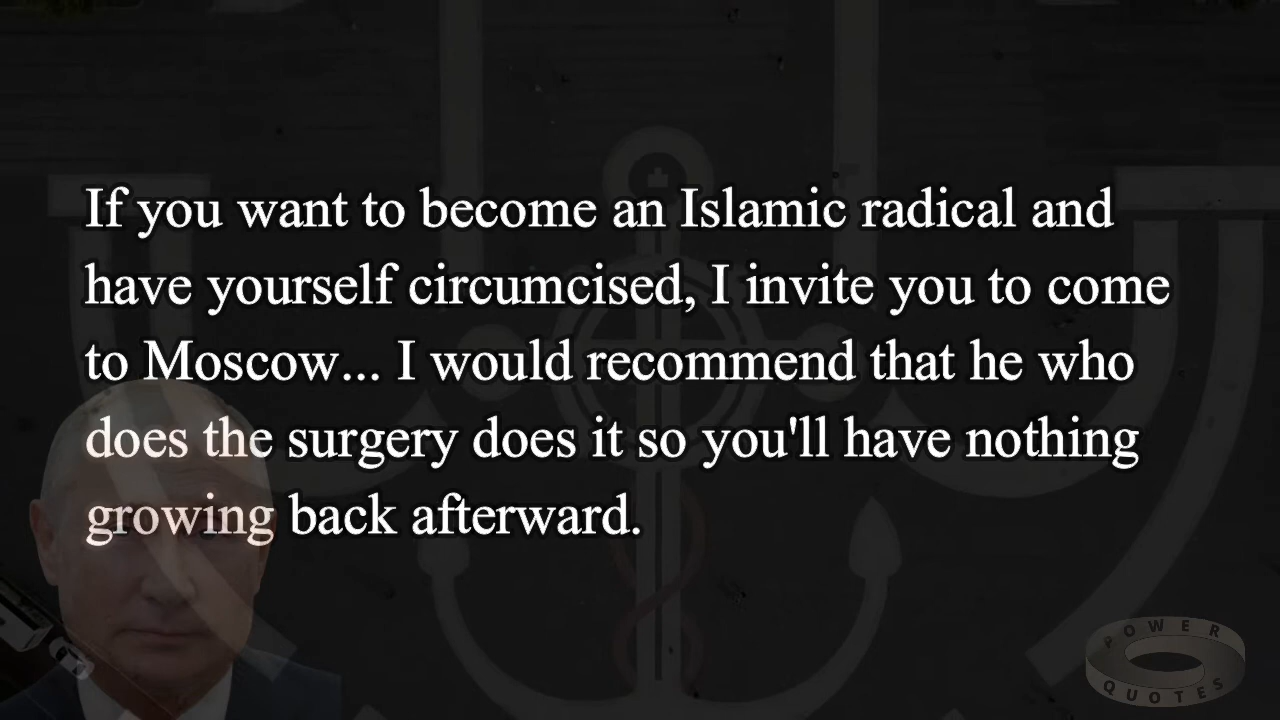 If you want to become an Islamic radical and
have yourself circumcised, I invite you to come
to Moscow... I would recommend that he who
does the surgery does it so you'll have nothing
growing back afterward.
POWER
QUOTES